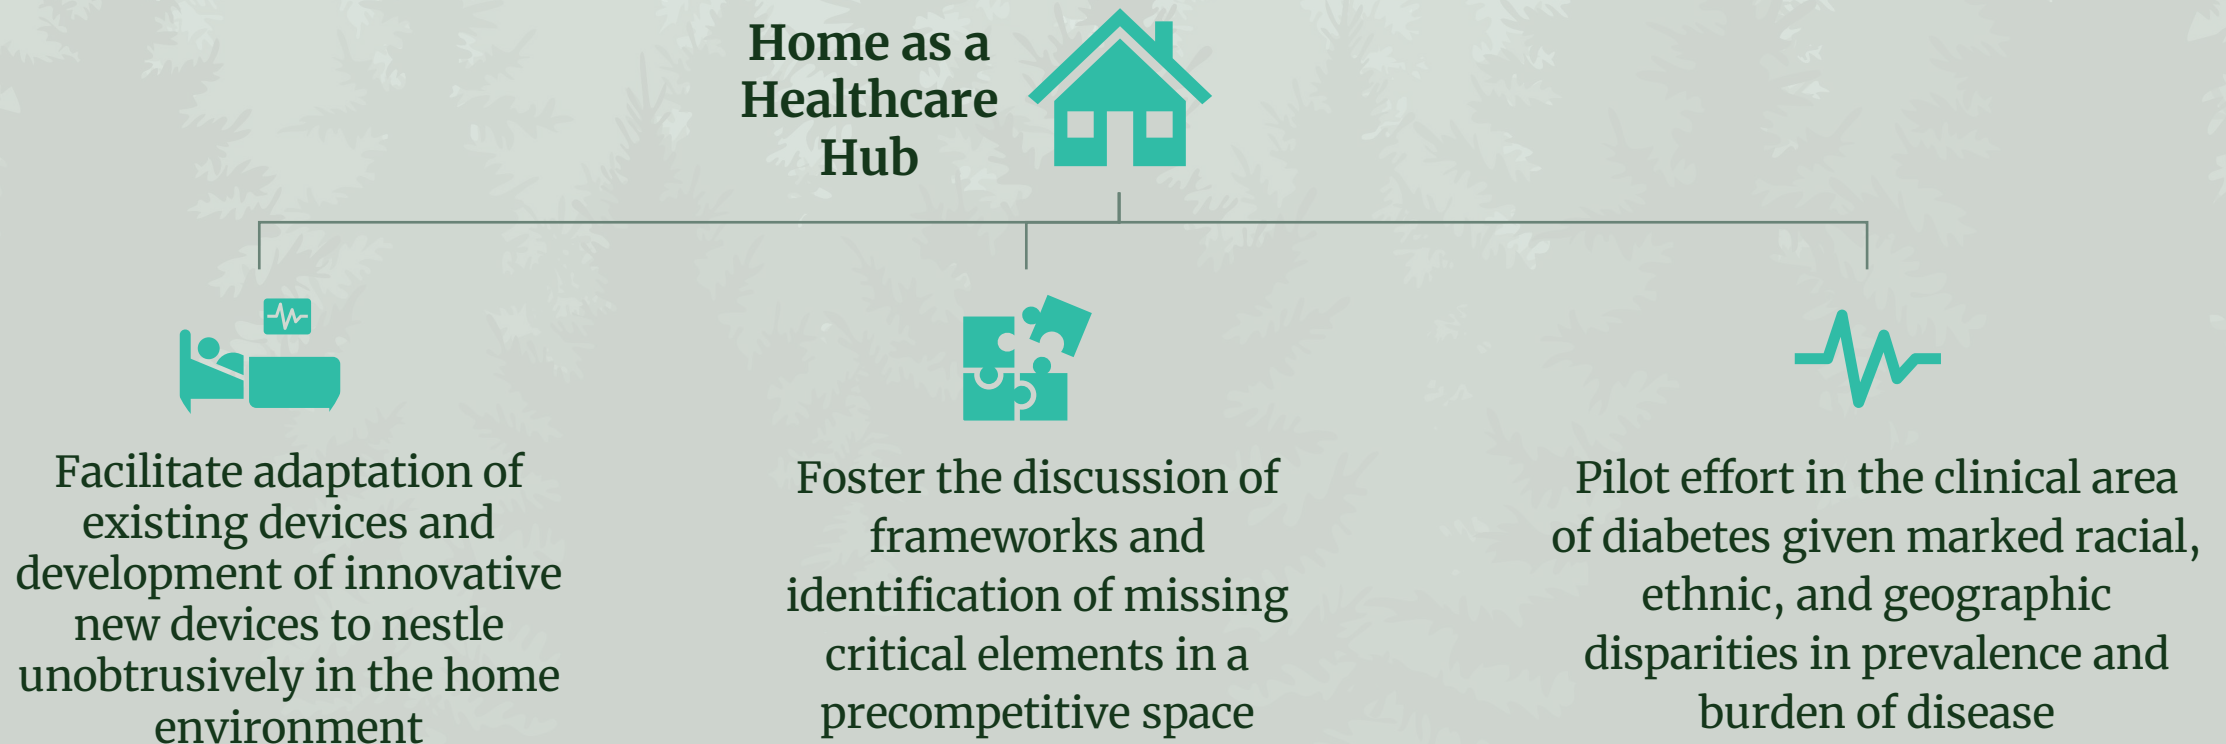 Home as a
Healthcare
Hub
Facilitate adaptation of
existing devices and
development of innovative
new devices to nestle
unobtrusively in the home
environment
Foster the discussion of
frameworks and
identification of missing
critical elements in a
precompetitive space
Pilot effort in the clinical area
of diabetes given marked racial,
ethnic, and geographic
disparities in prevalence and
burden of disease